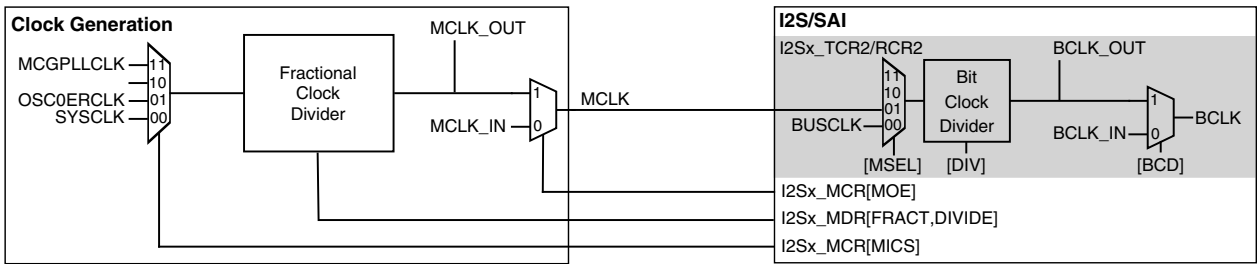 Clock Generation
MCGPLLCLK
11
10
OSC0ERCLK
01
SYSCLK
00
Fractional
Clock
Divider
MCLK_OUT
1
MCLK_IN
0
MCLK
I2S/SAI
I2Sx_TCR2/RCR2
11
10
01
BUSCLK
00
[MSEL]
Bit
Clock
Divider
[DIV]
BCLK_OUT
1
BCLK_IN
0
BCLK
[BCD]
I2Sx_MCR[MOE]
I2Sx_MDR[FRACT,DIVIDE]
I2Sx_MCR[MICS]